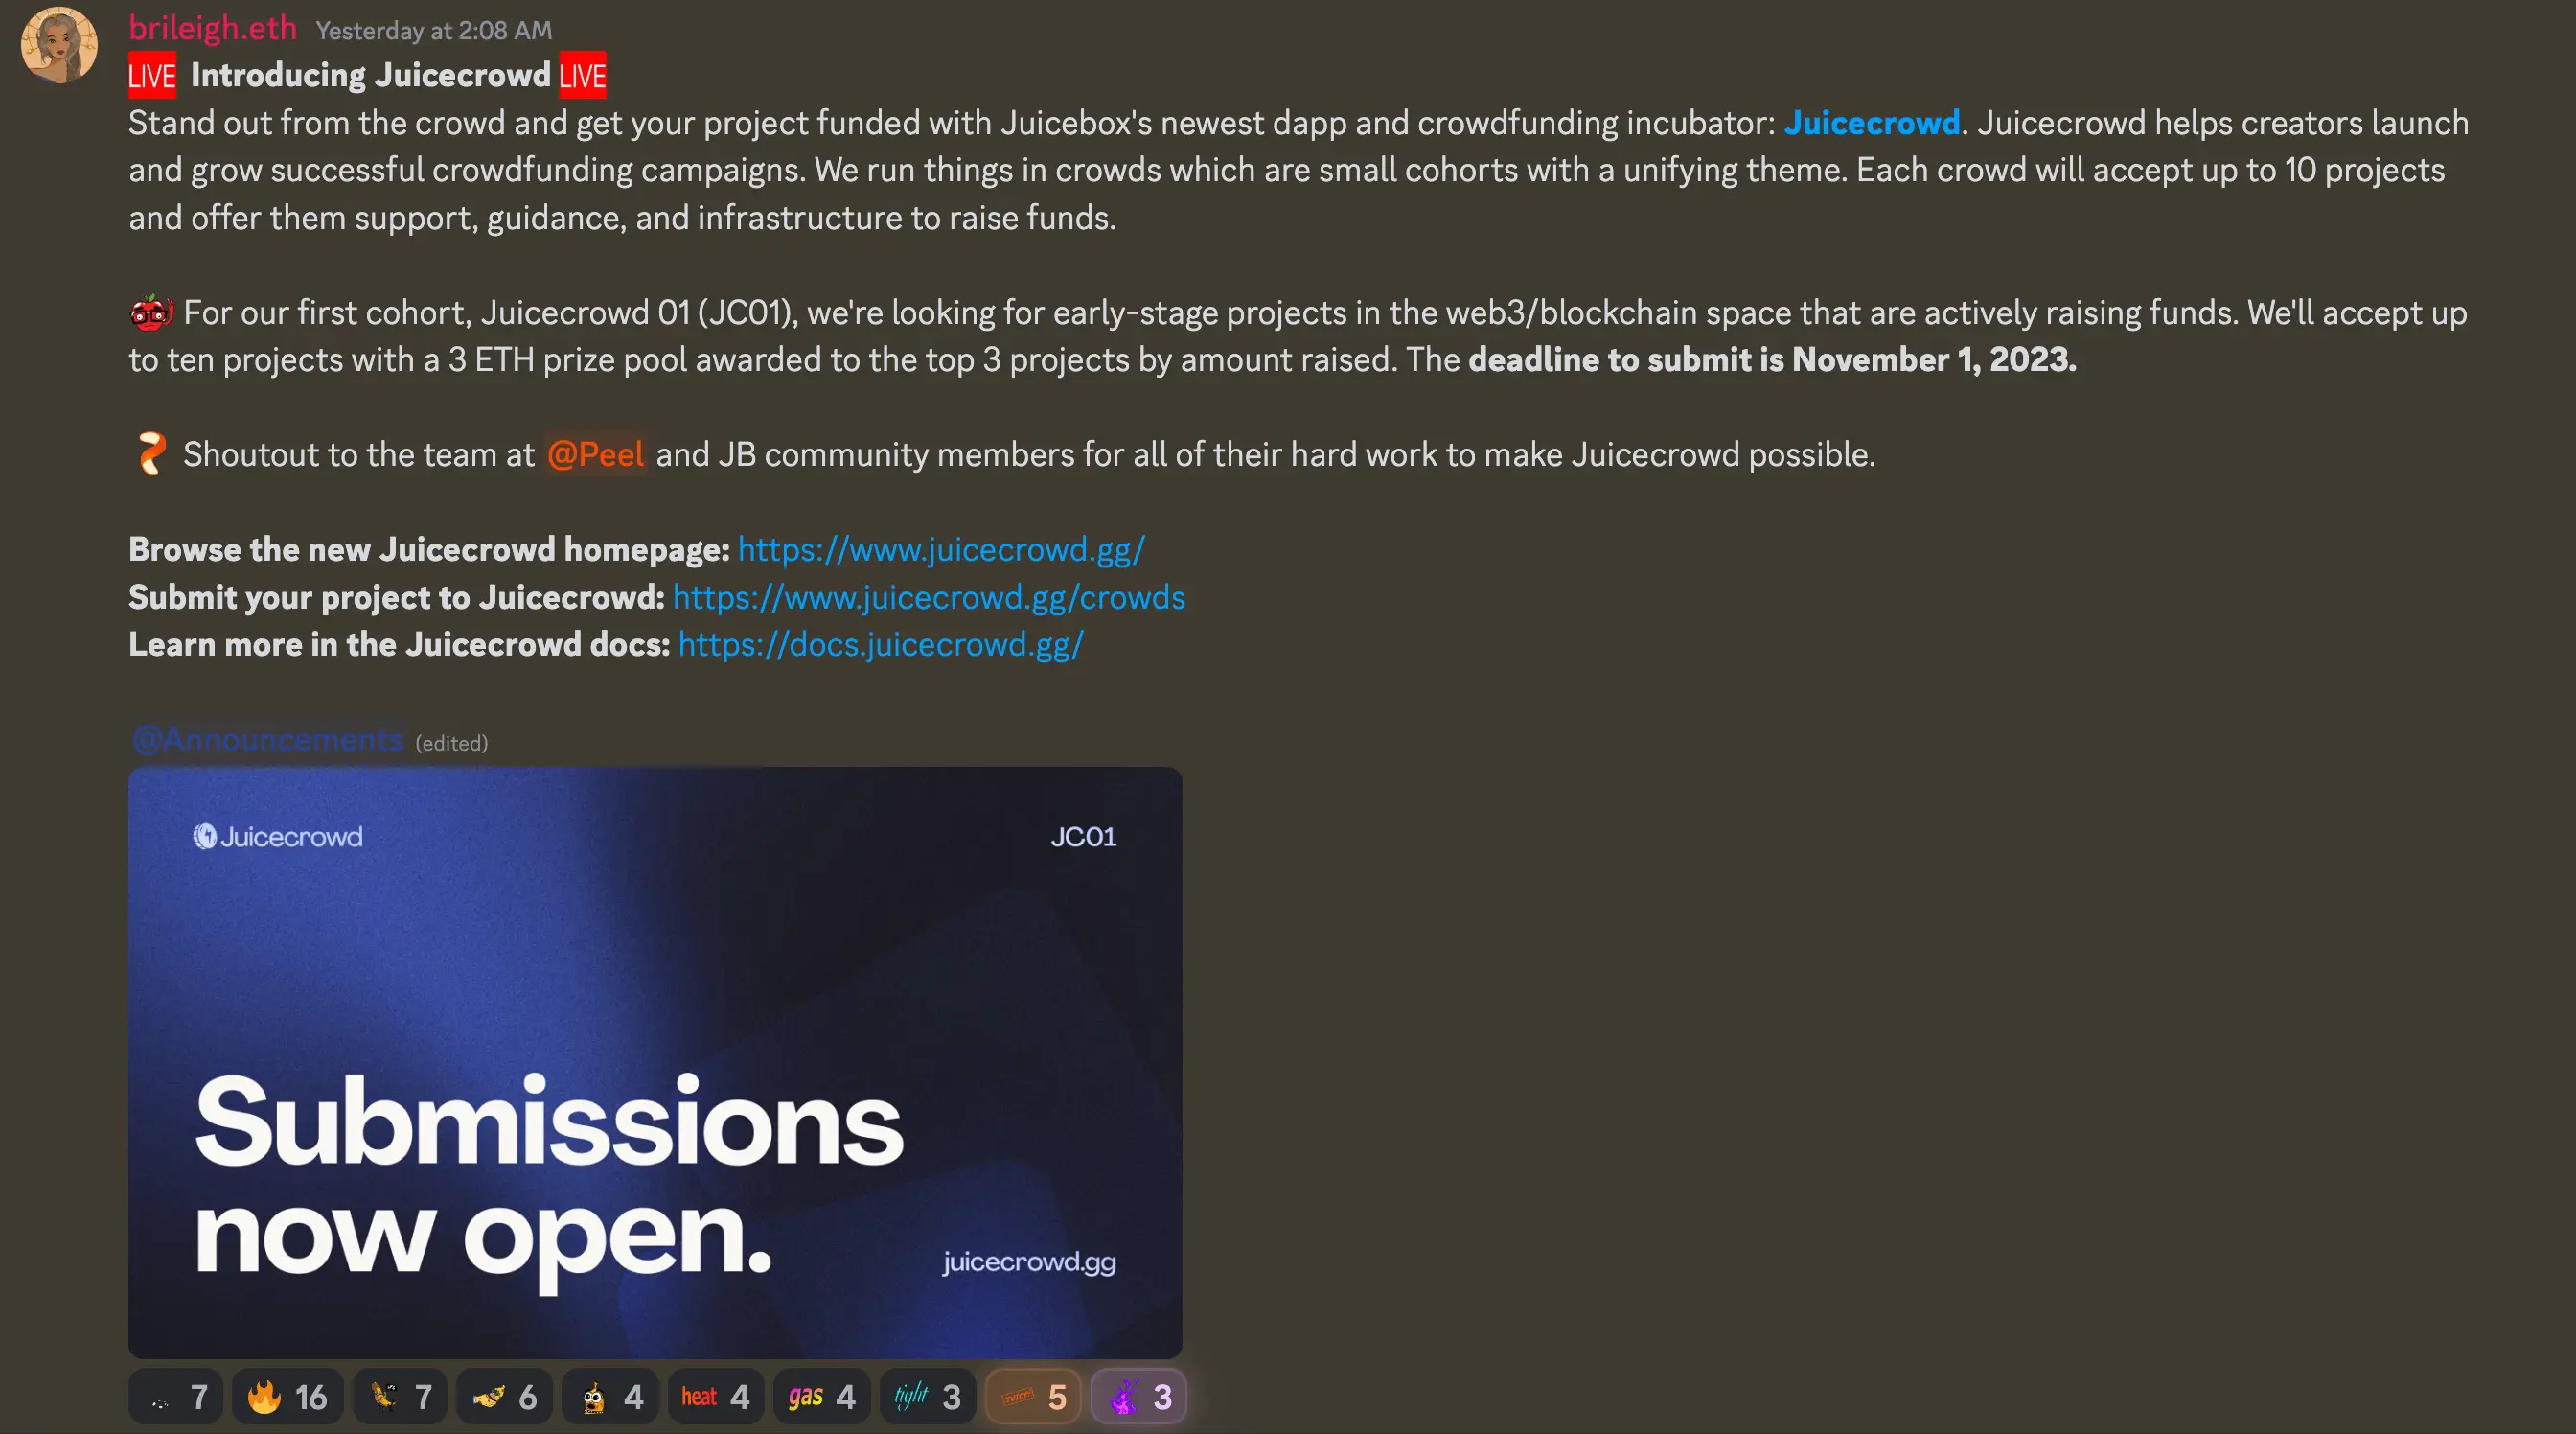 brileigh.eth Yesterday at 2:08 AM
LIVE Introducing Juicecrowd LIVE
Stand out from the crowd and get your project funded with Juicebox's newest dapp and crowdfunding incubator: Juicecrowd. Juicecrowd helps creators launch
and grow successful crowdfunding campaigns. We run things in crowds which are small cohorts with a unifying theme. Each crowd will accept up to 10 projects
and offer them support, guidance, and infrastructure to raise funds.
For our first cohort, Juicecrowd 01 (JC01), we're looking for early-stage projects in the web3/blockchain space that are actively raising funds. We'll accept up
to ten projects with a 3 ETH prize pool awarded to the top 3 projects by amount raised. The deadline to submit is November 1, 2023.
Shoutout to the team at @Peel and JB community members for all of their hard work to make Juicecrowd possible.
Browse the new Juicecrowd homepage: https://www.juicecrowd.gg/
Submit your project to Juicecrowd: https://www.juicecrowd.gg/crowds
Learn more in the Juicecrowd docs: https://docs.juicecrowd.gg/
@Announcements (edited)
Juicecrowd JC01
Submissions
now open.
juicecrowd.gg
7 16 7 6 4 heat 4 gas 4 tight 3 5 3